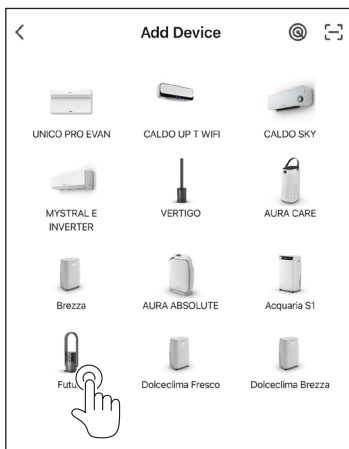 Add Device
UNICO PRO EVAN
CALDO UP T WIFI
CALDO SKY
MYSTRAL E
INVERTER
VERTIGO
AURA CARE
Brezza
AURA ABSOLUTE
Acquaria S1
Dolceclima Fresco
Dolceclima Brezza